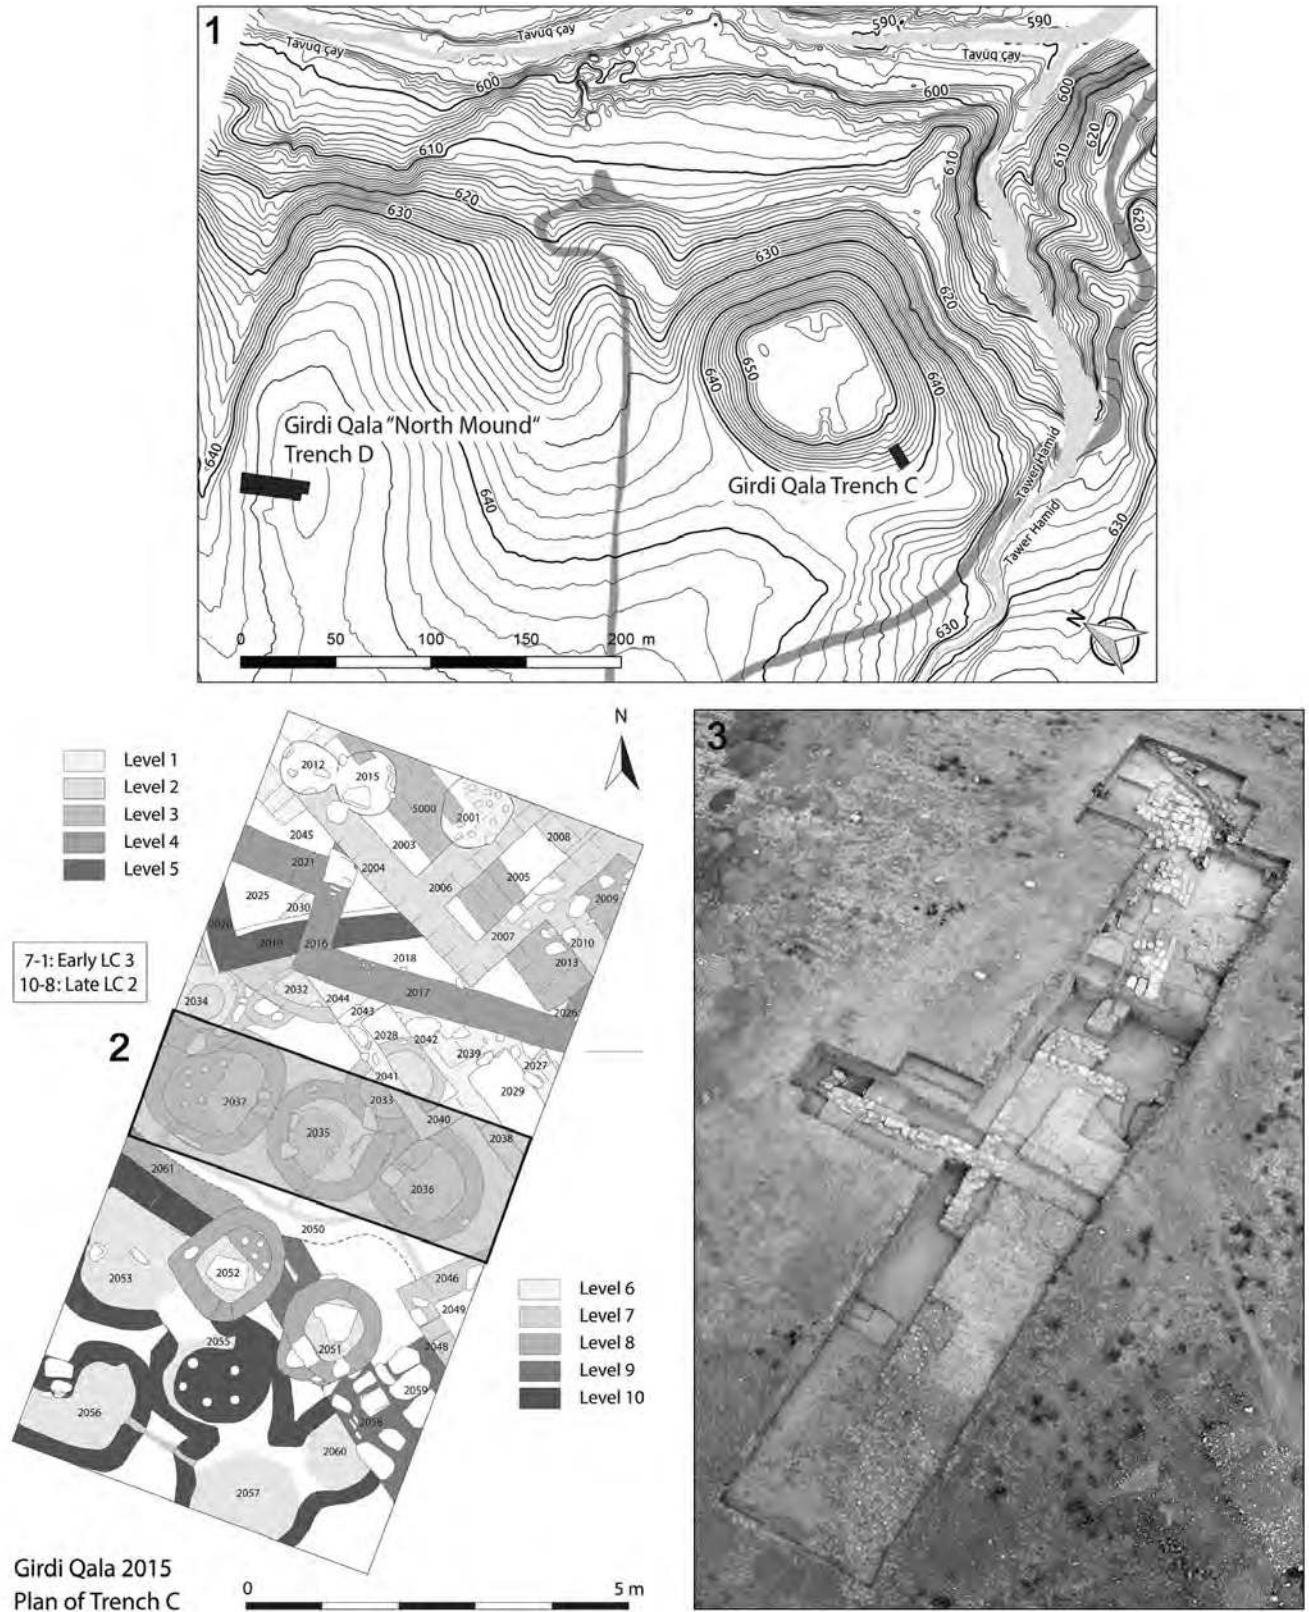 1
590
590
Tavuq çay
Tavuq çay
Tavuq çay
600
600
600
620
610
610
610
620
630
620
630
620
650
640
640
Girdi Qala "North Mound“
Trench D
640
640
Girdi Qala Trench C
Tawer Hamid
Tawer Hamid
630
630
0 50 100 150 200 m
N
Level 1
Level 2
Level 3
Level 4
Level 5
N
2012
2015
5000
2001
2045
2003
2008
2021
2004
2005
2006
2025
2030
2009
2020
2019
2016
2007
2010
2018
2013
2032
2017
2034
2044
2026
2043
2028
2042
2039
2027
2041
2029
7-1: Early LC 3
10-8: Late LC 2
2
2037
2033
2040
2035
2038
2036
2061
2050
2053
2052
2046
2049
2055
2051
2048
2059
2056
2058
2060
2057
Level 6
Level 7
Level 8
Level 9
Level 10
Girdi Qala 2015
Plan of Trench C
0 5 m
3